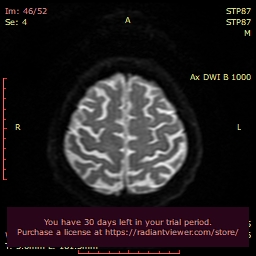 Im: 46/52
STP87
Se: 4
STP87
M
A
Ax DWI B 1000
R
L
You have 30 days left in your trial period.
Purchase a license at https://radiantviewer.com/store/